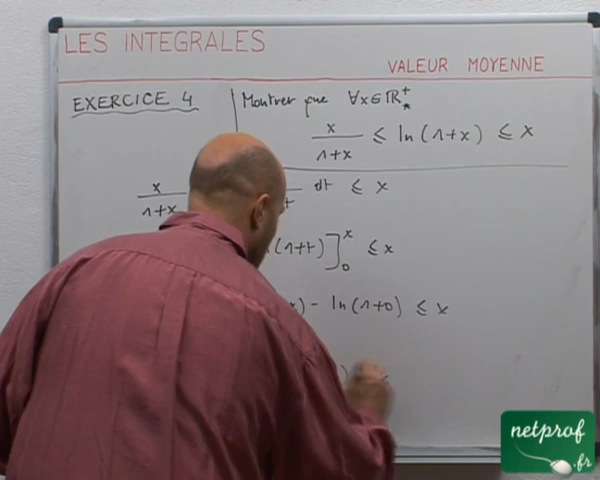 LES INTEGRALES
VALEUR MOYENNE
EXERCICE 4 | Montrer que ∀x∈ℝ*⁺
x/(1+x) ≤ ln(1+x) ≤ x
x/(1+x) dt ≤ x
(1+t)]₀ˣ ≤ x
x) - ln(1+0) ≤ x
) ≤
netprof
.fr